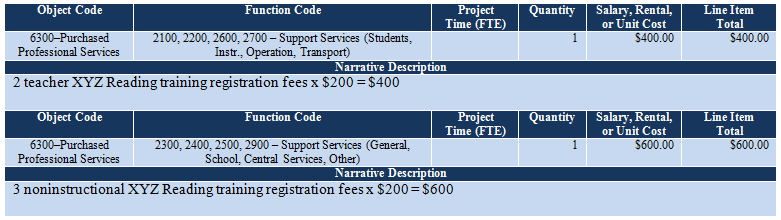 Object Code Function Code Project Time (FTE) Quantity Salary, Rental, or Unit Cost Line Item Total
6300–Purchased Professional Services 2100, 2200, 2600, 2700 – Support Services (Students, Instr., Operation, Transport) 1 $400.00 $400.00
Narrative Description
2 teacher XYZ Reading training registration fees x $200 = $400
Object Code Function Code Project Time (FTE) Quantity Salary, Rental, or Unit Cost Line Item Total
6300–Purchased Professional Services 2300, 2400, 2500, 2900 – Support Services (General, School, Central Services, Other) 1 $600.00 $600.00
Narrative Description
3 noninstructional XYZ Reading training registration fees x $200 = $600